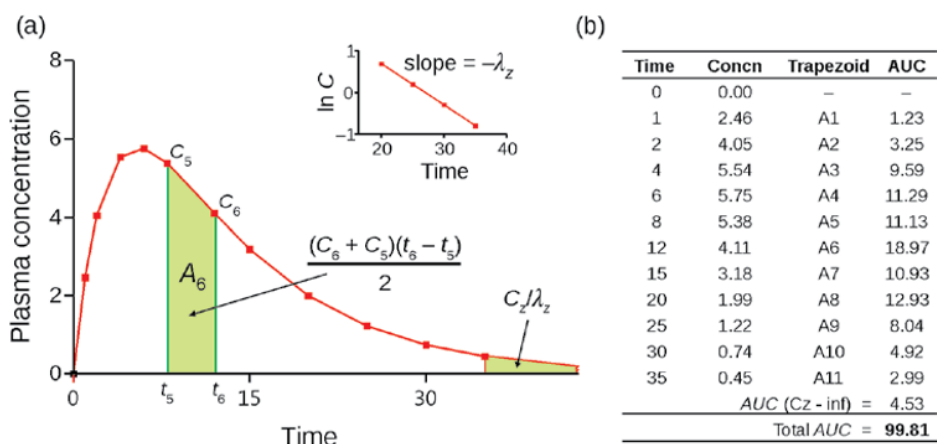 (a)
8
6
4
2
0
Plasma concentration
0
t5
t6
15
30
Time
C5
C6
A6
(C6 + C5)(t6 – t5)
2
Cz/λz
1
0
–1
ln C
slope = –λz
20
30
40
Time
(b)
Time Concn Trapezoid AUC
0 0.00 – –
1 2.46 A1 1.23
2 4.05 A2 3.25
4 5.54 A3 9.59
6 5.75 A4 11.29
8 5.38 A5 11.13
12 4.11 A6 18.97
15 3.18 A7 10.93
20 1.99 A8 12.93
25 1.22 A9 8.04
30 0.74 A10 4.92
35 0.45 A11 2.99
AUC (Cz - inf) = 4.53
Total AUC = 99.81